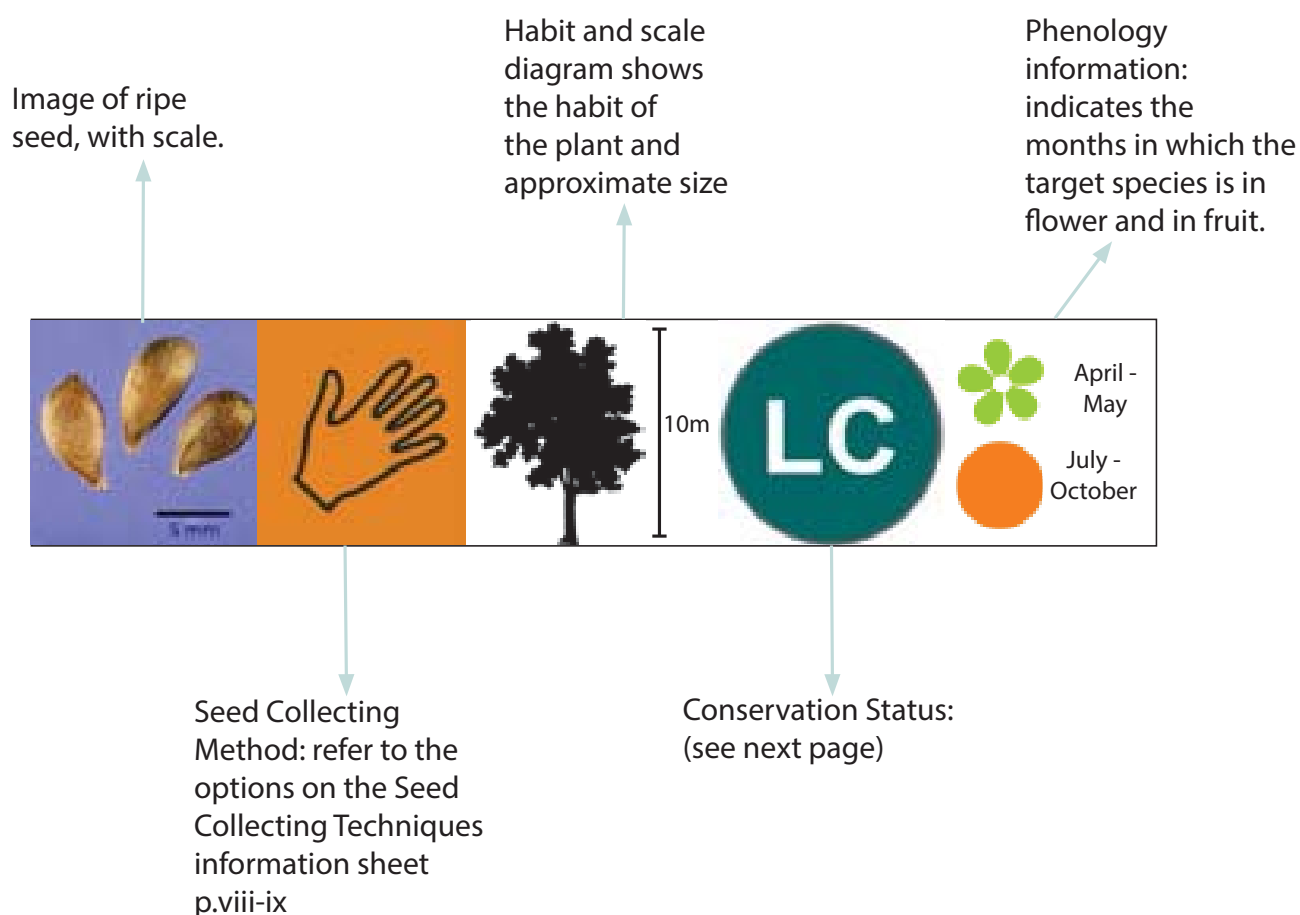 Image of ripe
seed, with scale.
Habit and scale
diagram shows
the habit of
the plant and
approximate size
Phenology
information:
indicates the
months in which the
target species is in
flower and in fruit.
5 mm
10m
LC
April -
May
July -
October
Seed Collecting
Method: refer to the
options on the Seed
Collecting Techniques
information sheet
p.viii-ix
Conservation Status:
(see next page)